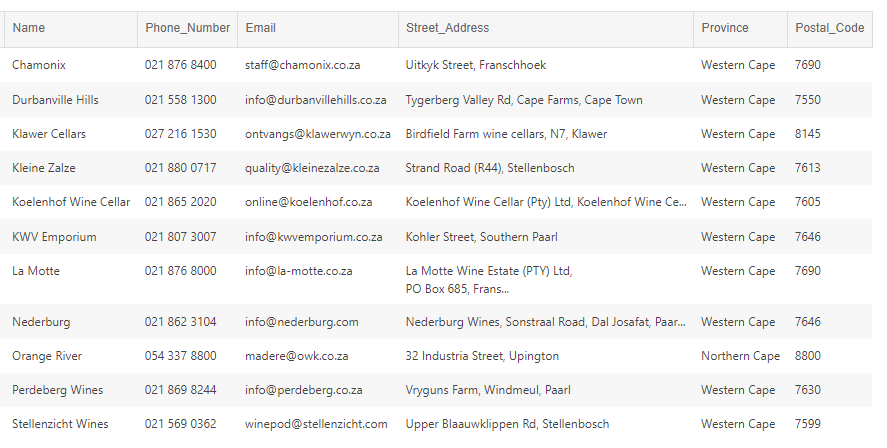 Name Phone_Number Email Street_Address Province Postal_Code
Chamonix 021 876 8400 staff@chamonix.co.za Uitkyk Street, Franschhoek Western Cape 7690
Durbanville Hills 021 558 1300 info@durbanvillehills.co.za Tygerberg Valley Rd, Cape Farms, Cape Town Western Cape 7550
Klawer Cellars 027 216 1530 ontvangs@klawerwyn.co.za Birdfield Farm wine cellars, N7, Klawer Western Cape 8145
Kleine Zalze 021 880 0717 quality@kleinezalze.co.za Strand Road (R44), Stellenbosch Western Cape 7613
Koelenhof Wine Cellar 021 865 2020 online@koelenhof.co.za Koelenhof Wine Cellar (Pty) Ltd, Koelenhof Wine Ce... Western Cape 7605
KWV Emporium 021 807 3007 info@kwvemporium.co.za Kohler Street, Southern Paarl Western Cape 7646
La Motte 021 876 8000 info@la-motte.co.za La Motte Wine Estate (PTY) Ltd, Western Cape 7690
PO Box 685, Frans...
Nederburg 021 862 3104 info@nederburg.com Nederburg Wines, Sonstraal Road, Dal Josafat, Paar... Western Cape 7646
Orange River 054 337 8800 madere@owk.co.za 32 Industria Street, Upington Northern Cape 8800
Perdeberg Wines 021 869 8244 info@perdeberg.co.za Vryguns Farm, Windmeul, Paarl Western Cape 7630
Stellenzicht Wines 021 569 0362 winepod@stellenzicht.com Upper Blaauwklippen Rd, Stellenbosch Western Cape 7599